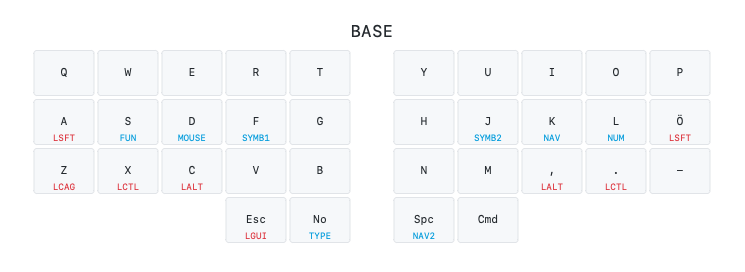 BASE
Q W E R T Y U I O P
A S D F G H J K L Ö
LSFT FUN MOUSE SYMB1 SYMB2 NAV NUM LSFT
Z X C V B N M , . —
LCAG LCTL LALT LALT LCTL
Esc No Spc Cmd
LGUI TYPE NAV2